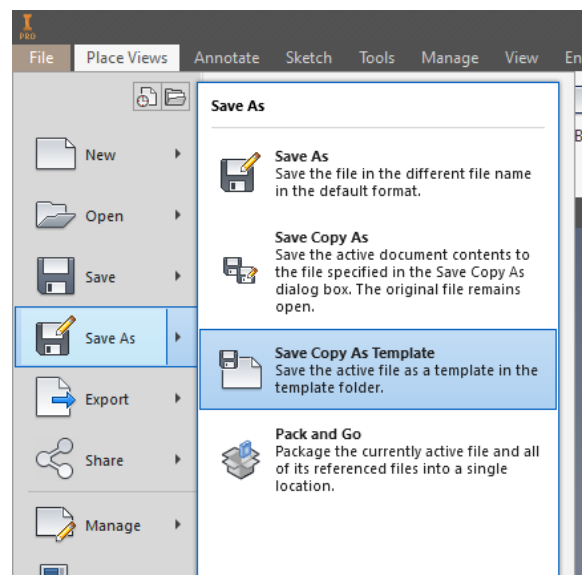 I
PRO
File Place Views Annotate Sketch Tools Manage View En
Save As
New
Open
Save
Save As
Export
Share
Manage
Save As
Save the file in the different file name
in the default format.
Save Copy As
Save the active document contents to
the file specified in the Save Copy As
dialog box. The original file remains
open.
Save Copy As Template
Save the active file as a template in the
template folder.
Pack and Go
Package the currently active file and all
of its referenced files into a single
location.
B